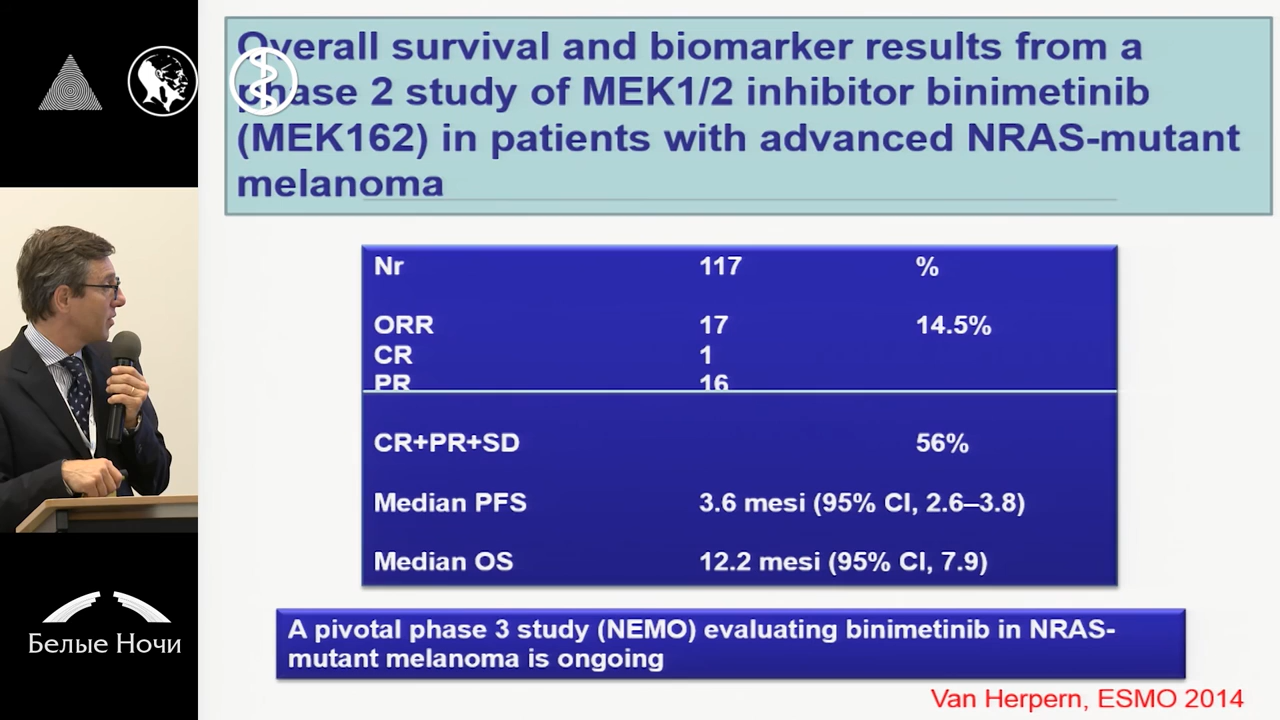 Overall survival and biomarker results from a
phase 2 study of MEK1/2 inhibitor binimetinib
(MEK162) in patients with advanced NRAS-mutant
melanoma
Nr 117 %
ORR 17 14.5%
CR 1
PR 16
CR+PR+SD 56%
Median PFS 3.6 mesi (95% CI, 2.6–3.8)
Median OS 12.2 mesi (95% CI, 7.9)
A pivotal phase 3 study (NEMO) evaluating binimetinib in NRAS-
mutant melanoma is ongoing
Van Herpern, ESMO 2014
Белые Ночи